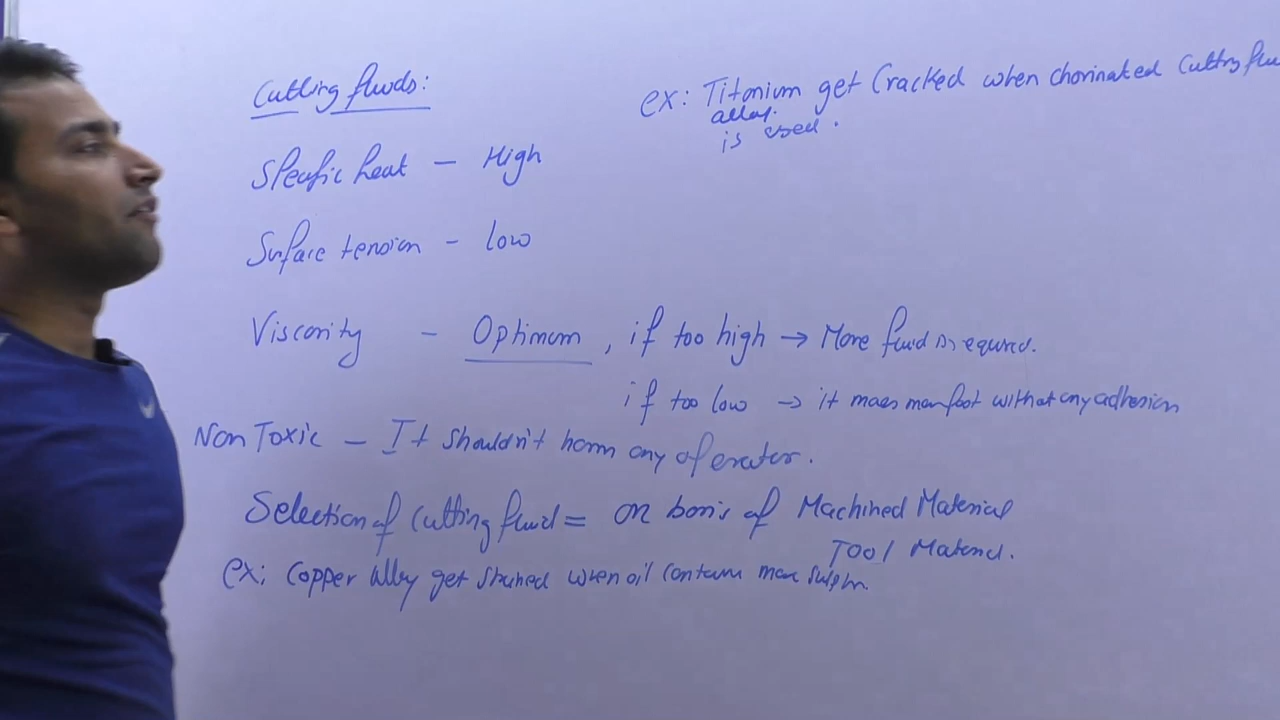 Cutting fluids:
Specific heat - High
Surface tension - low
Viscosity - Optimum, if too high → More fluid is required.
if too low → it moves from foot without any adhesion
Non Toxic - It shouldn't harm any operator.
Selection of Cutting fluid = on basis of Machined Material
Tool Material.
ex: Copper alloy get stained when oil contain more sulphur.
ex: Titanium get Cracked when chorinated Cutting flu
alloy.
is used.